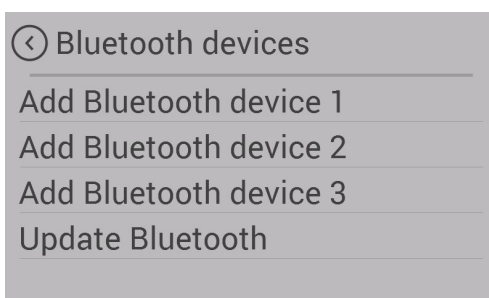 Bluetooth devices
Add Bluetooth device 1
Add Bluetooth device 2
Add Bluetooth device 3
Update Bluetooth